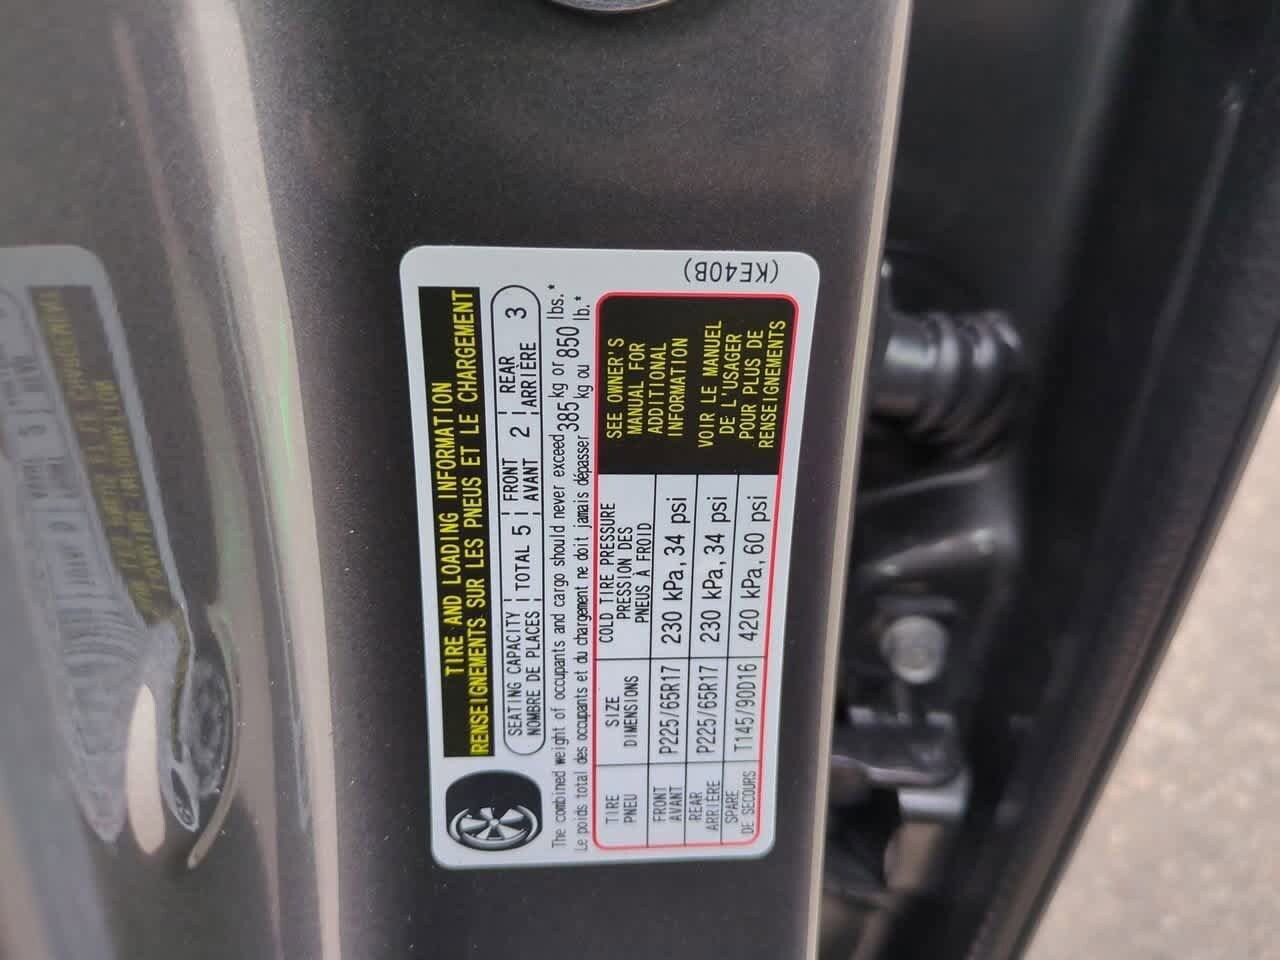 TIRE AND LOADING INFORMATION
RENSEIGNEMENTS SUR LES PNEUS ET LE CHARGEMENT
SEATING CAPACITY TOTAL 5 FRONT 2 REAR 3
NOMBRE DE PLACES AVANT ARRIÈRE
The combined weight of occupants and cargo should never exceed 385 kg or 850 lbs.*
Le poids total des occupants et du chargement ne doit jamais dépasser kg ou lb.*
TIRE SIZE COLD TIRE PRESSURE
PNEU DIMENSIONS PRESSION DES
PNEUS À FROID
FRONT
AVANT P225/65R17 230 kPa, 34 psi
REAR
ARRIÈRE P225/65R17 230 kPa, 34 psi
SPARE
DE SECOURS T145/90D16 420 kPa, 60 psi
SEE OWNER'S
MANUAL FOR
ADDITIONAL
INFORMATION
VOIR LE MANUEL
DE L'USAGER
POUR PLUS DE
RENSEIGNEMENTS
(KE40B)